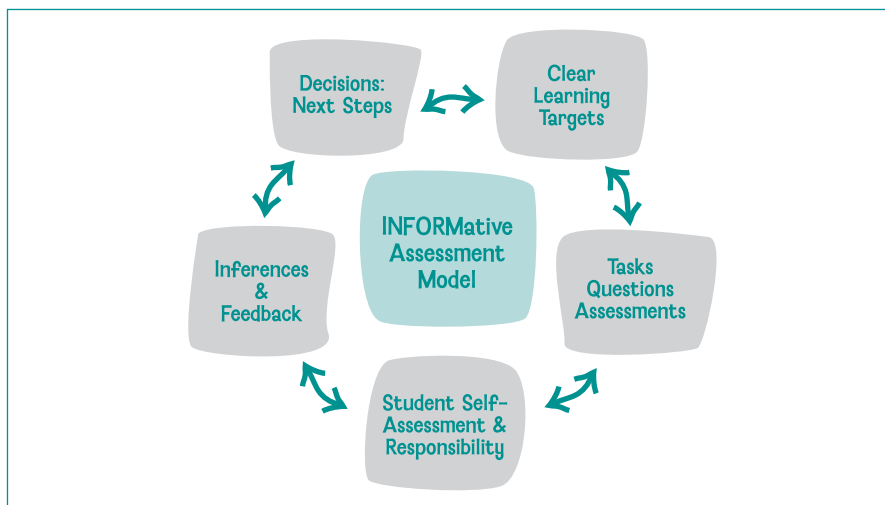 Decisions:
Next Steps
Clear
Learning
Targets
INFORMative
Assessment
Model
Inferences
&
Feedback
Tasks
Questions
Assessments
Student Self-
Assessment &
Responsibility